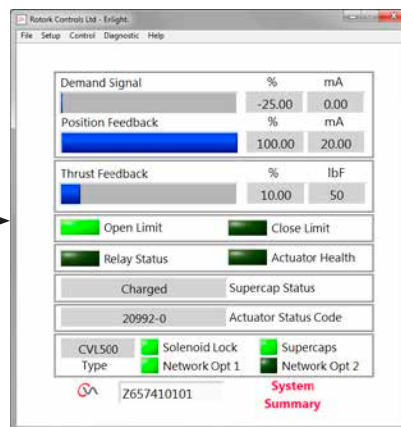 Rotork Controls Ltd - Enlight.
File Setup Control Diagnostic Help
Demand Signal % mA
-25.00 0.00
Position Feedback % mA
100.00 20.00
Thrust Feedback % lbF
10.00 50
Open Limit Close Limit
Relay Status Actuator Health
Charged Supercap Status
20992-0 Actuator Status Code
CVL500 Solenoid Lock Supercaps
Type Network Opt 1 Network Opt 2
Z657410101 System
Summary